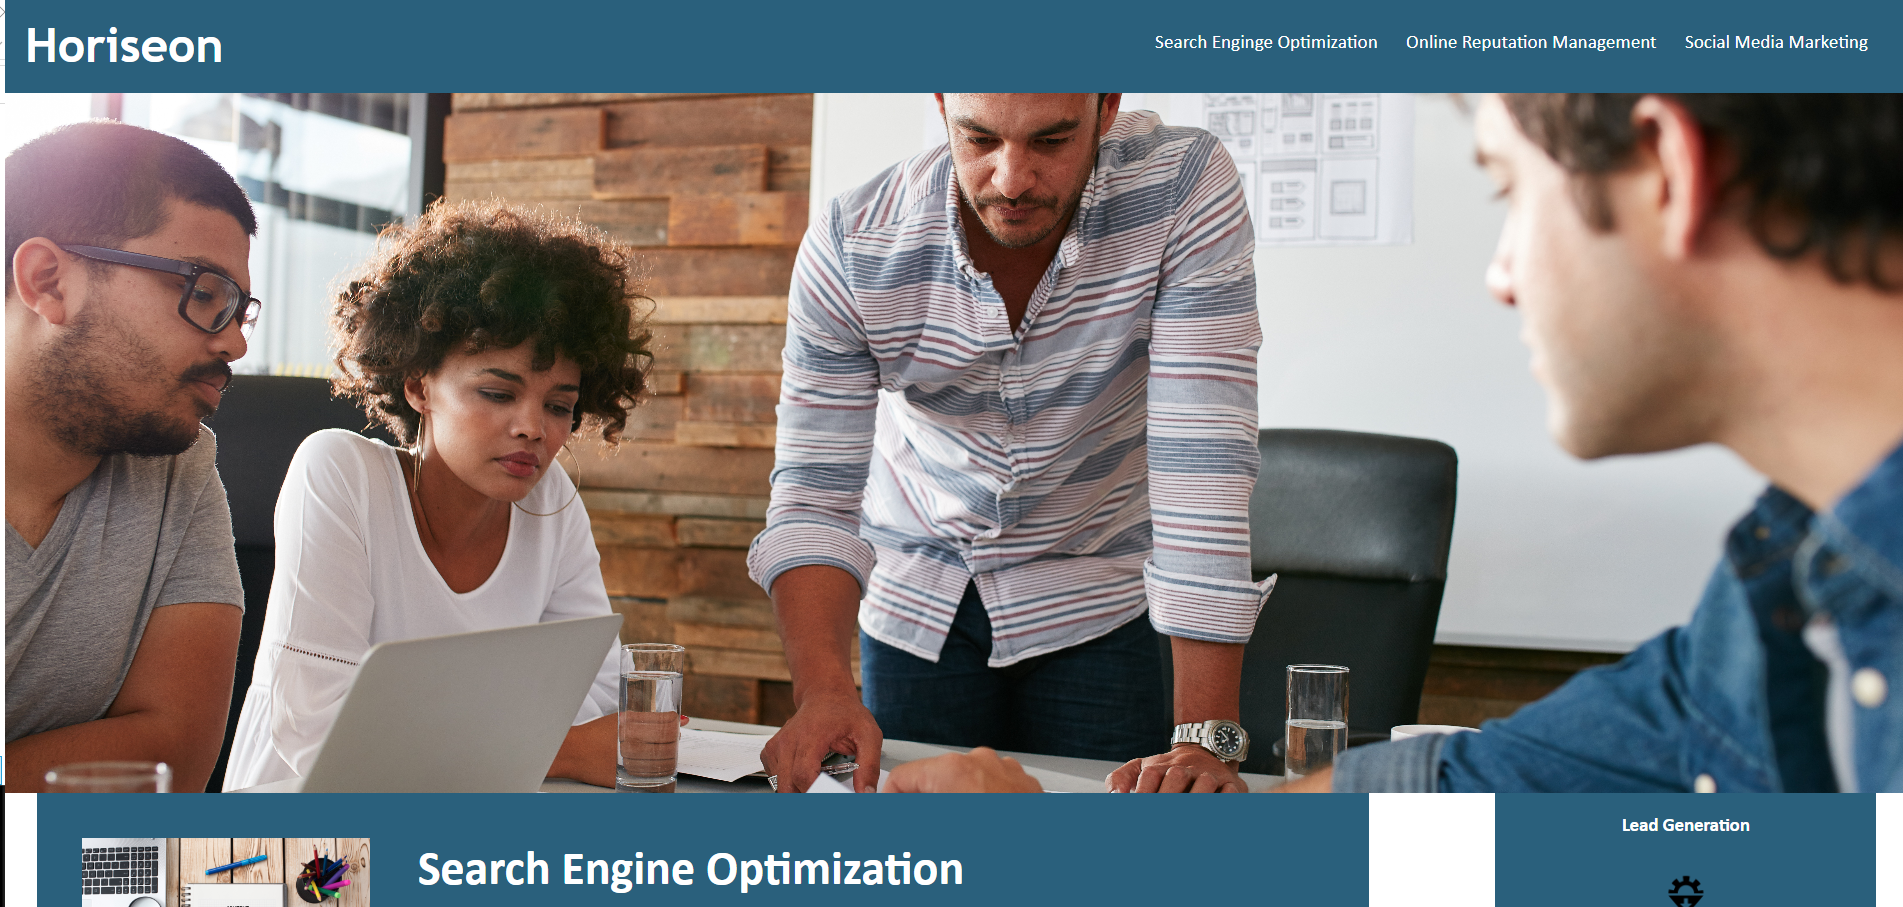 Horiseon
Search Enginge Optimization Online Reputation Management Social Media Marketing
Search Engine Optimization
Lead Generation